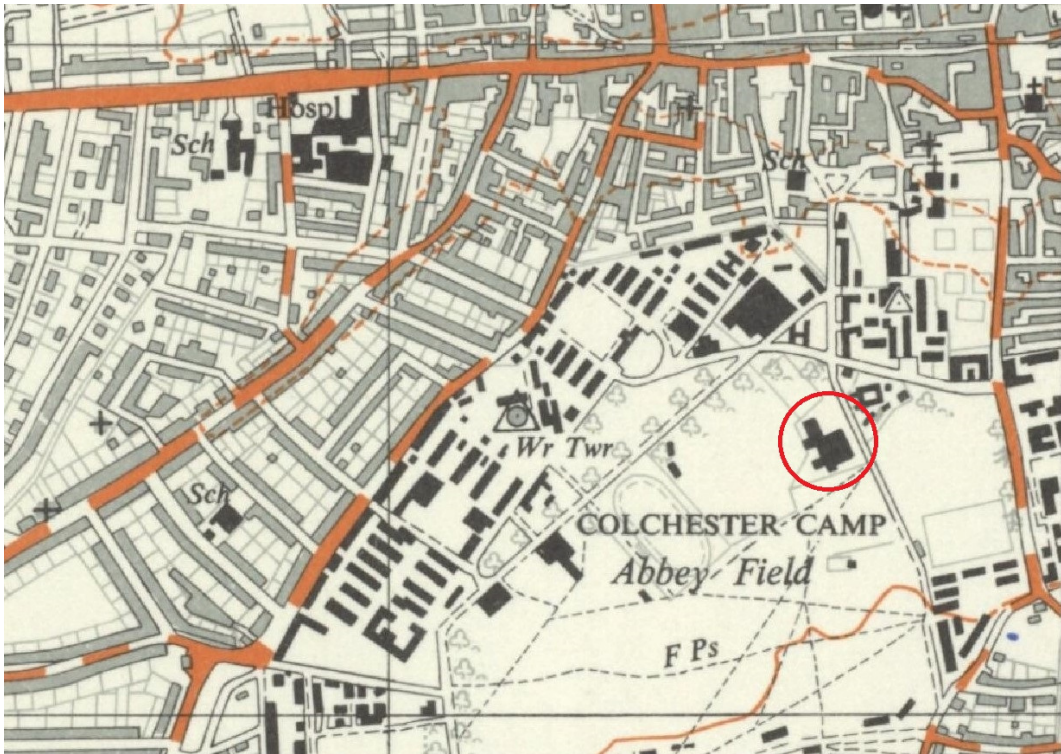 Hospl
Sch
Sch
Wr Twr
Sch
COLCHESTER CAMP
Abbey Field
F Ps